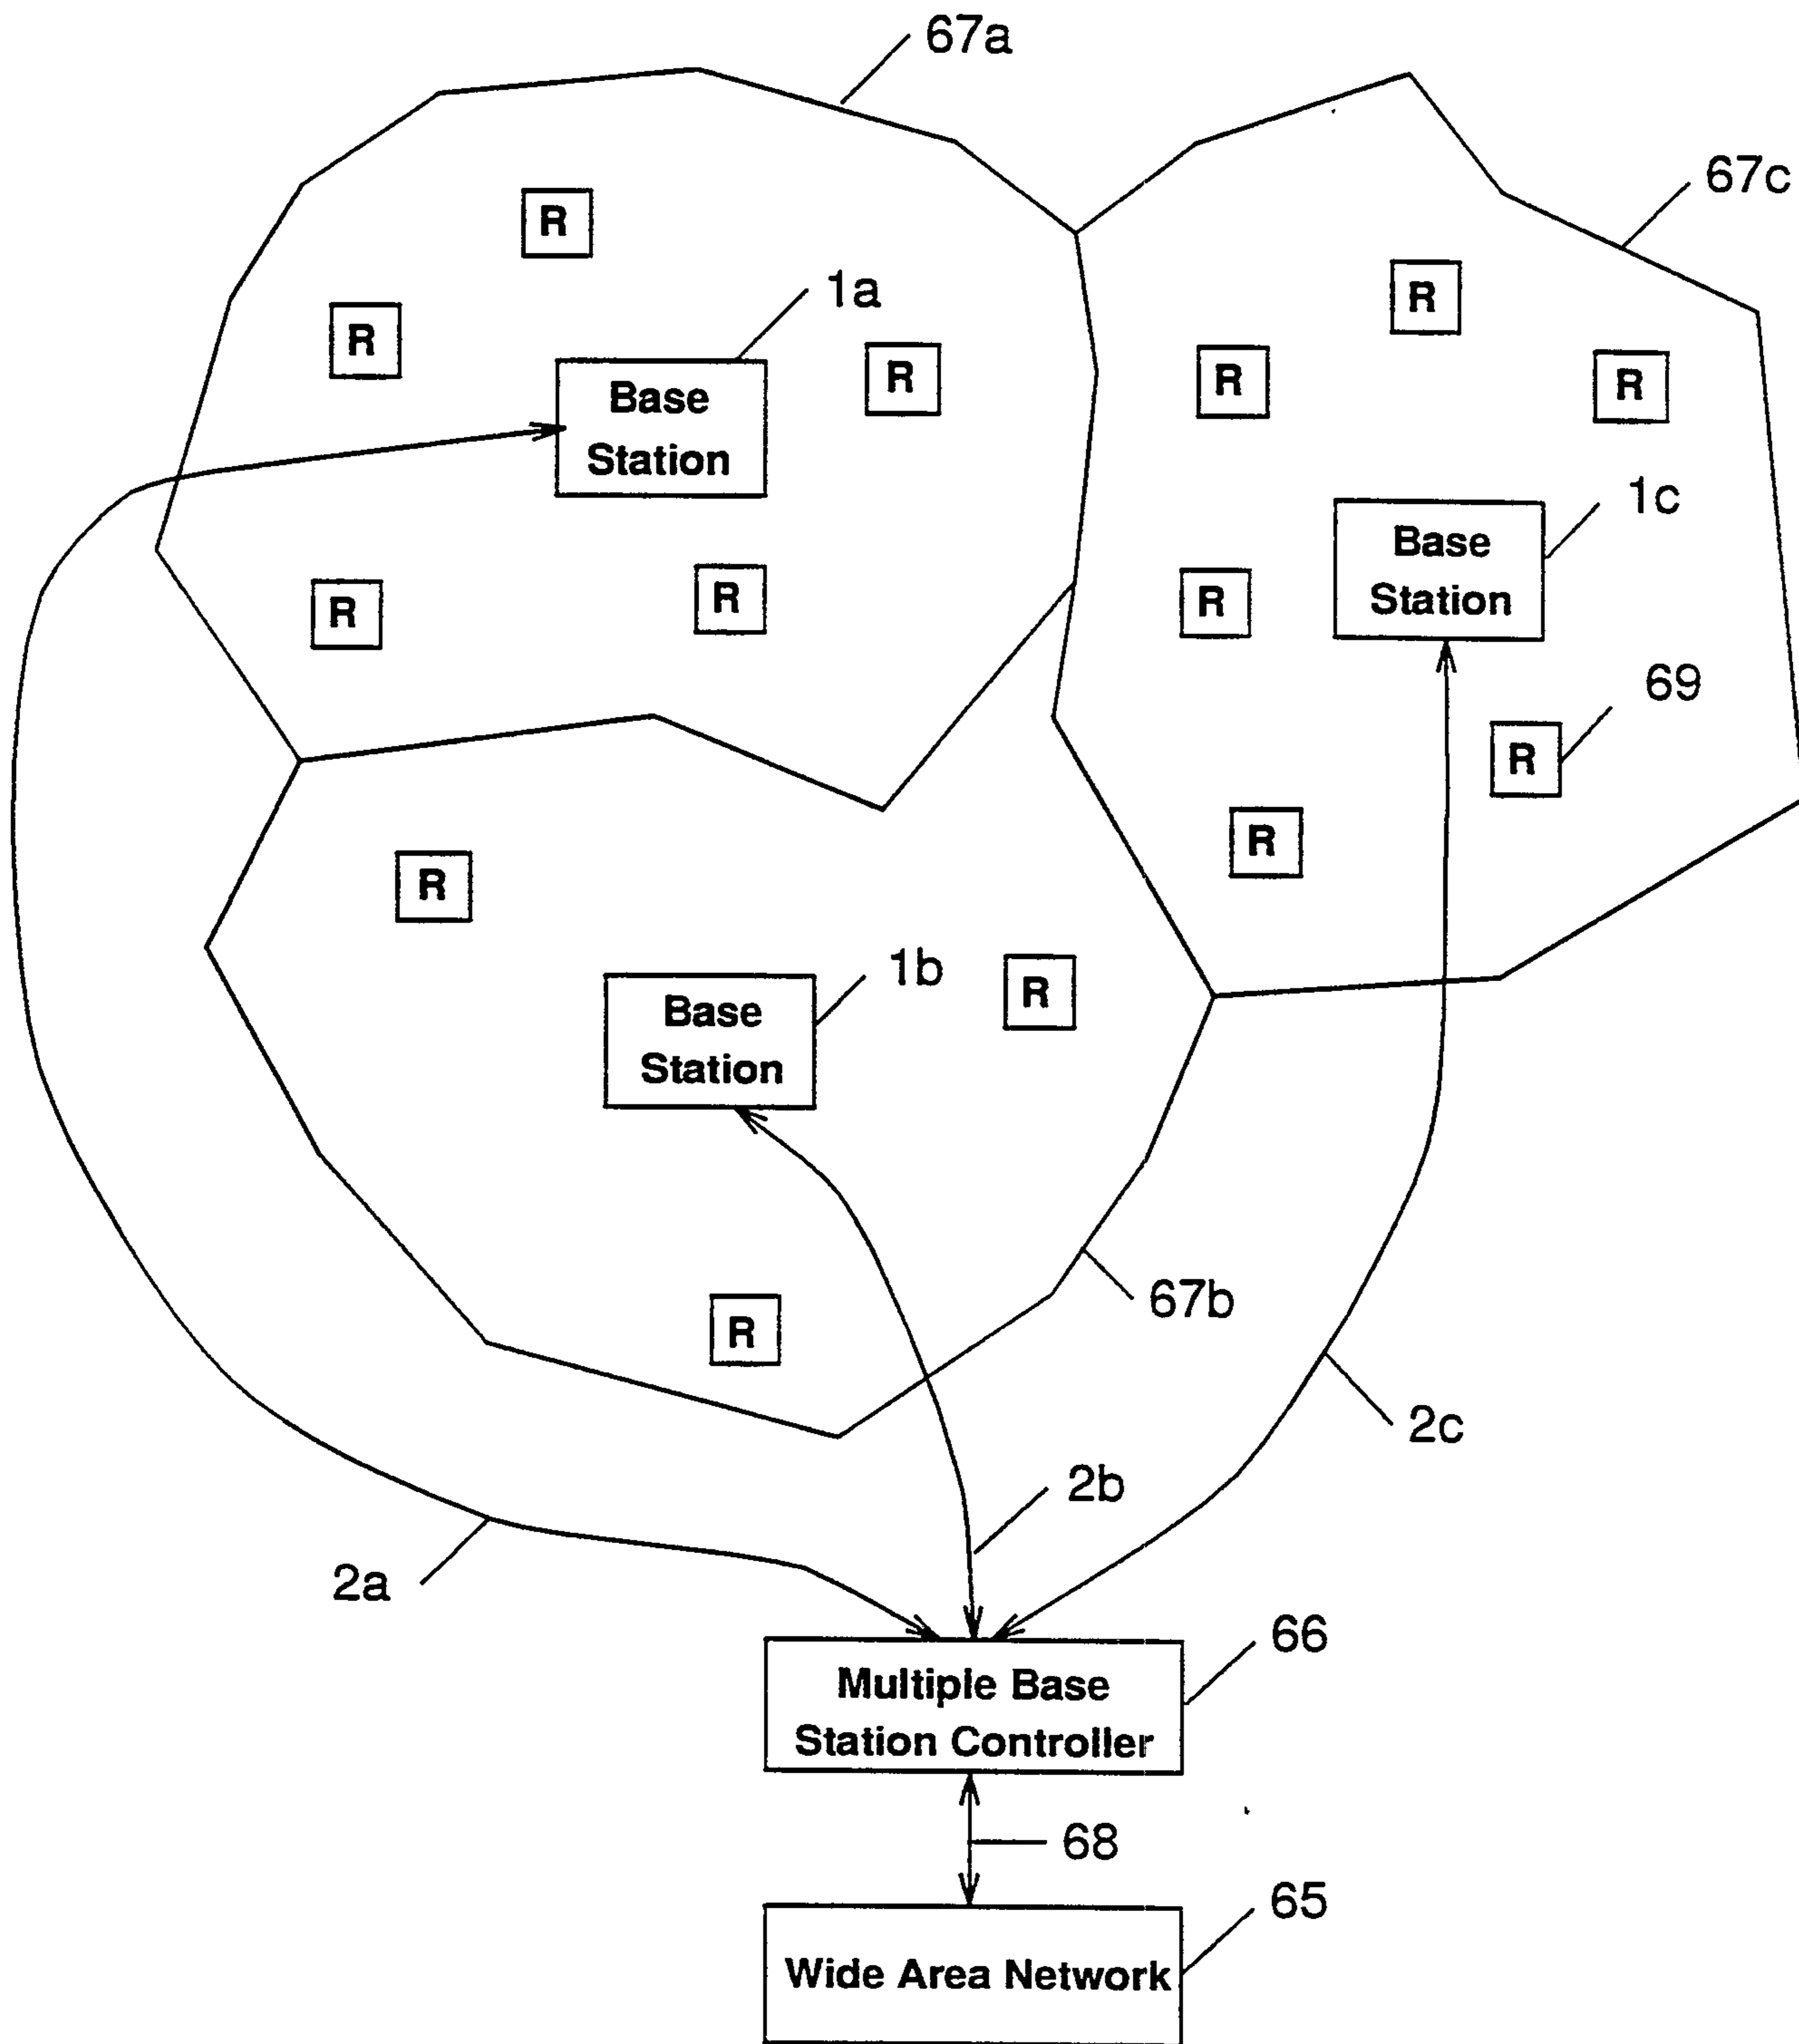 67a
67c
R
1a
R
R
R
R
R
R
Base
Station
1c
Base
Station
R
R
R
69
R
R
R
1b
R
Base
Station
67b
R
2c
2b
2a
66
Multiple Base
Station Controller
68
65
Wide Area Network